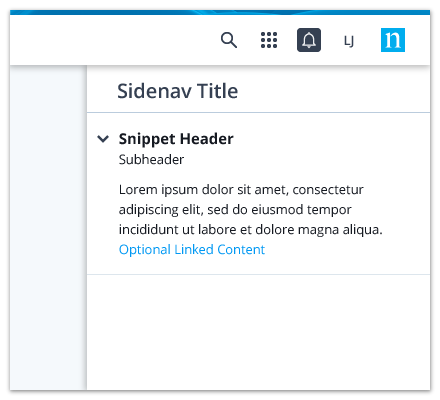 LJ
n
Sidenav Title
Snippet Header
Subheader
Lorem ipsum dolor sit amet, consectetur
adipiscing elit, sed do eiusmod tempor
incididunt ut labore et dolore magna aliqua.
Optional Linked Content